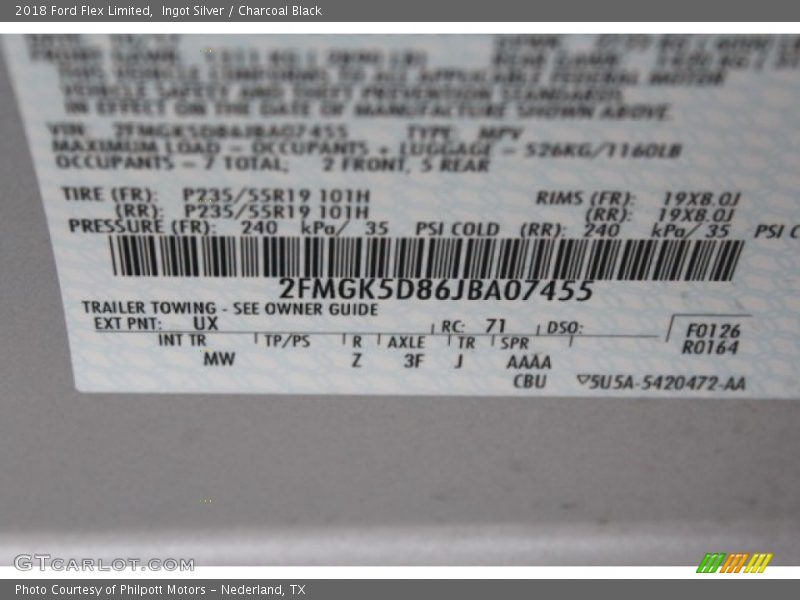 2018 Ford Flex Limited, Ingot Silver / Charcoal Black
THIS VEHICLE CONFORMS TO ALL APPLICABLE FEDERAL MOTOR
VEHICLE SAFETY AND THEFT PREVENTION STANDARDS
IN EFFECT ON THE DATE OF MANUFACTURE SHOWN ABOVE.
VIN: 2FMGK5D86JBA07455 TYPE: MPV
MAXIMUM LOAD - OCCUPANTS + LUGGAGE - 526KG/1160LB
OCCUPANTS - 7 TOTAL; 2 FRONT, 5 REAR
TIRE (FR): P235/55R19 101H RIMS (FR): 19X8.0J
(RR): P235/55R19 101H (RR): 19X8.0J
PRESSURE (FR): 240 kPa/ 35 PSI COLD (RR): 240 kPa/ 35 PSI C
2FMGK5D86JBA07455
TRAILER TOWING - SEE OWNER GUIDE
EXT PNT: UX RC: 71 DSO: F0126
INT TR TP/PS R AXLE TR SPR R0164
MW Z 3F J AAAA
CBU ▽5U5A-5420472-AA
GTCARLOT.COM
Photo Courtesy of Philpott Motors - Nederland, TX